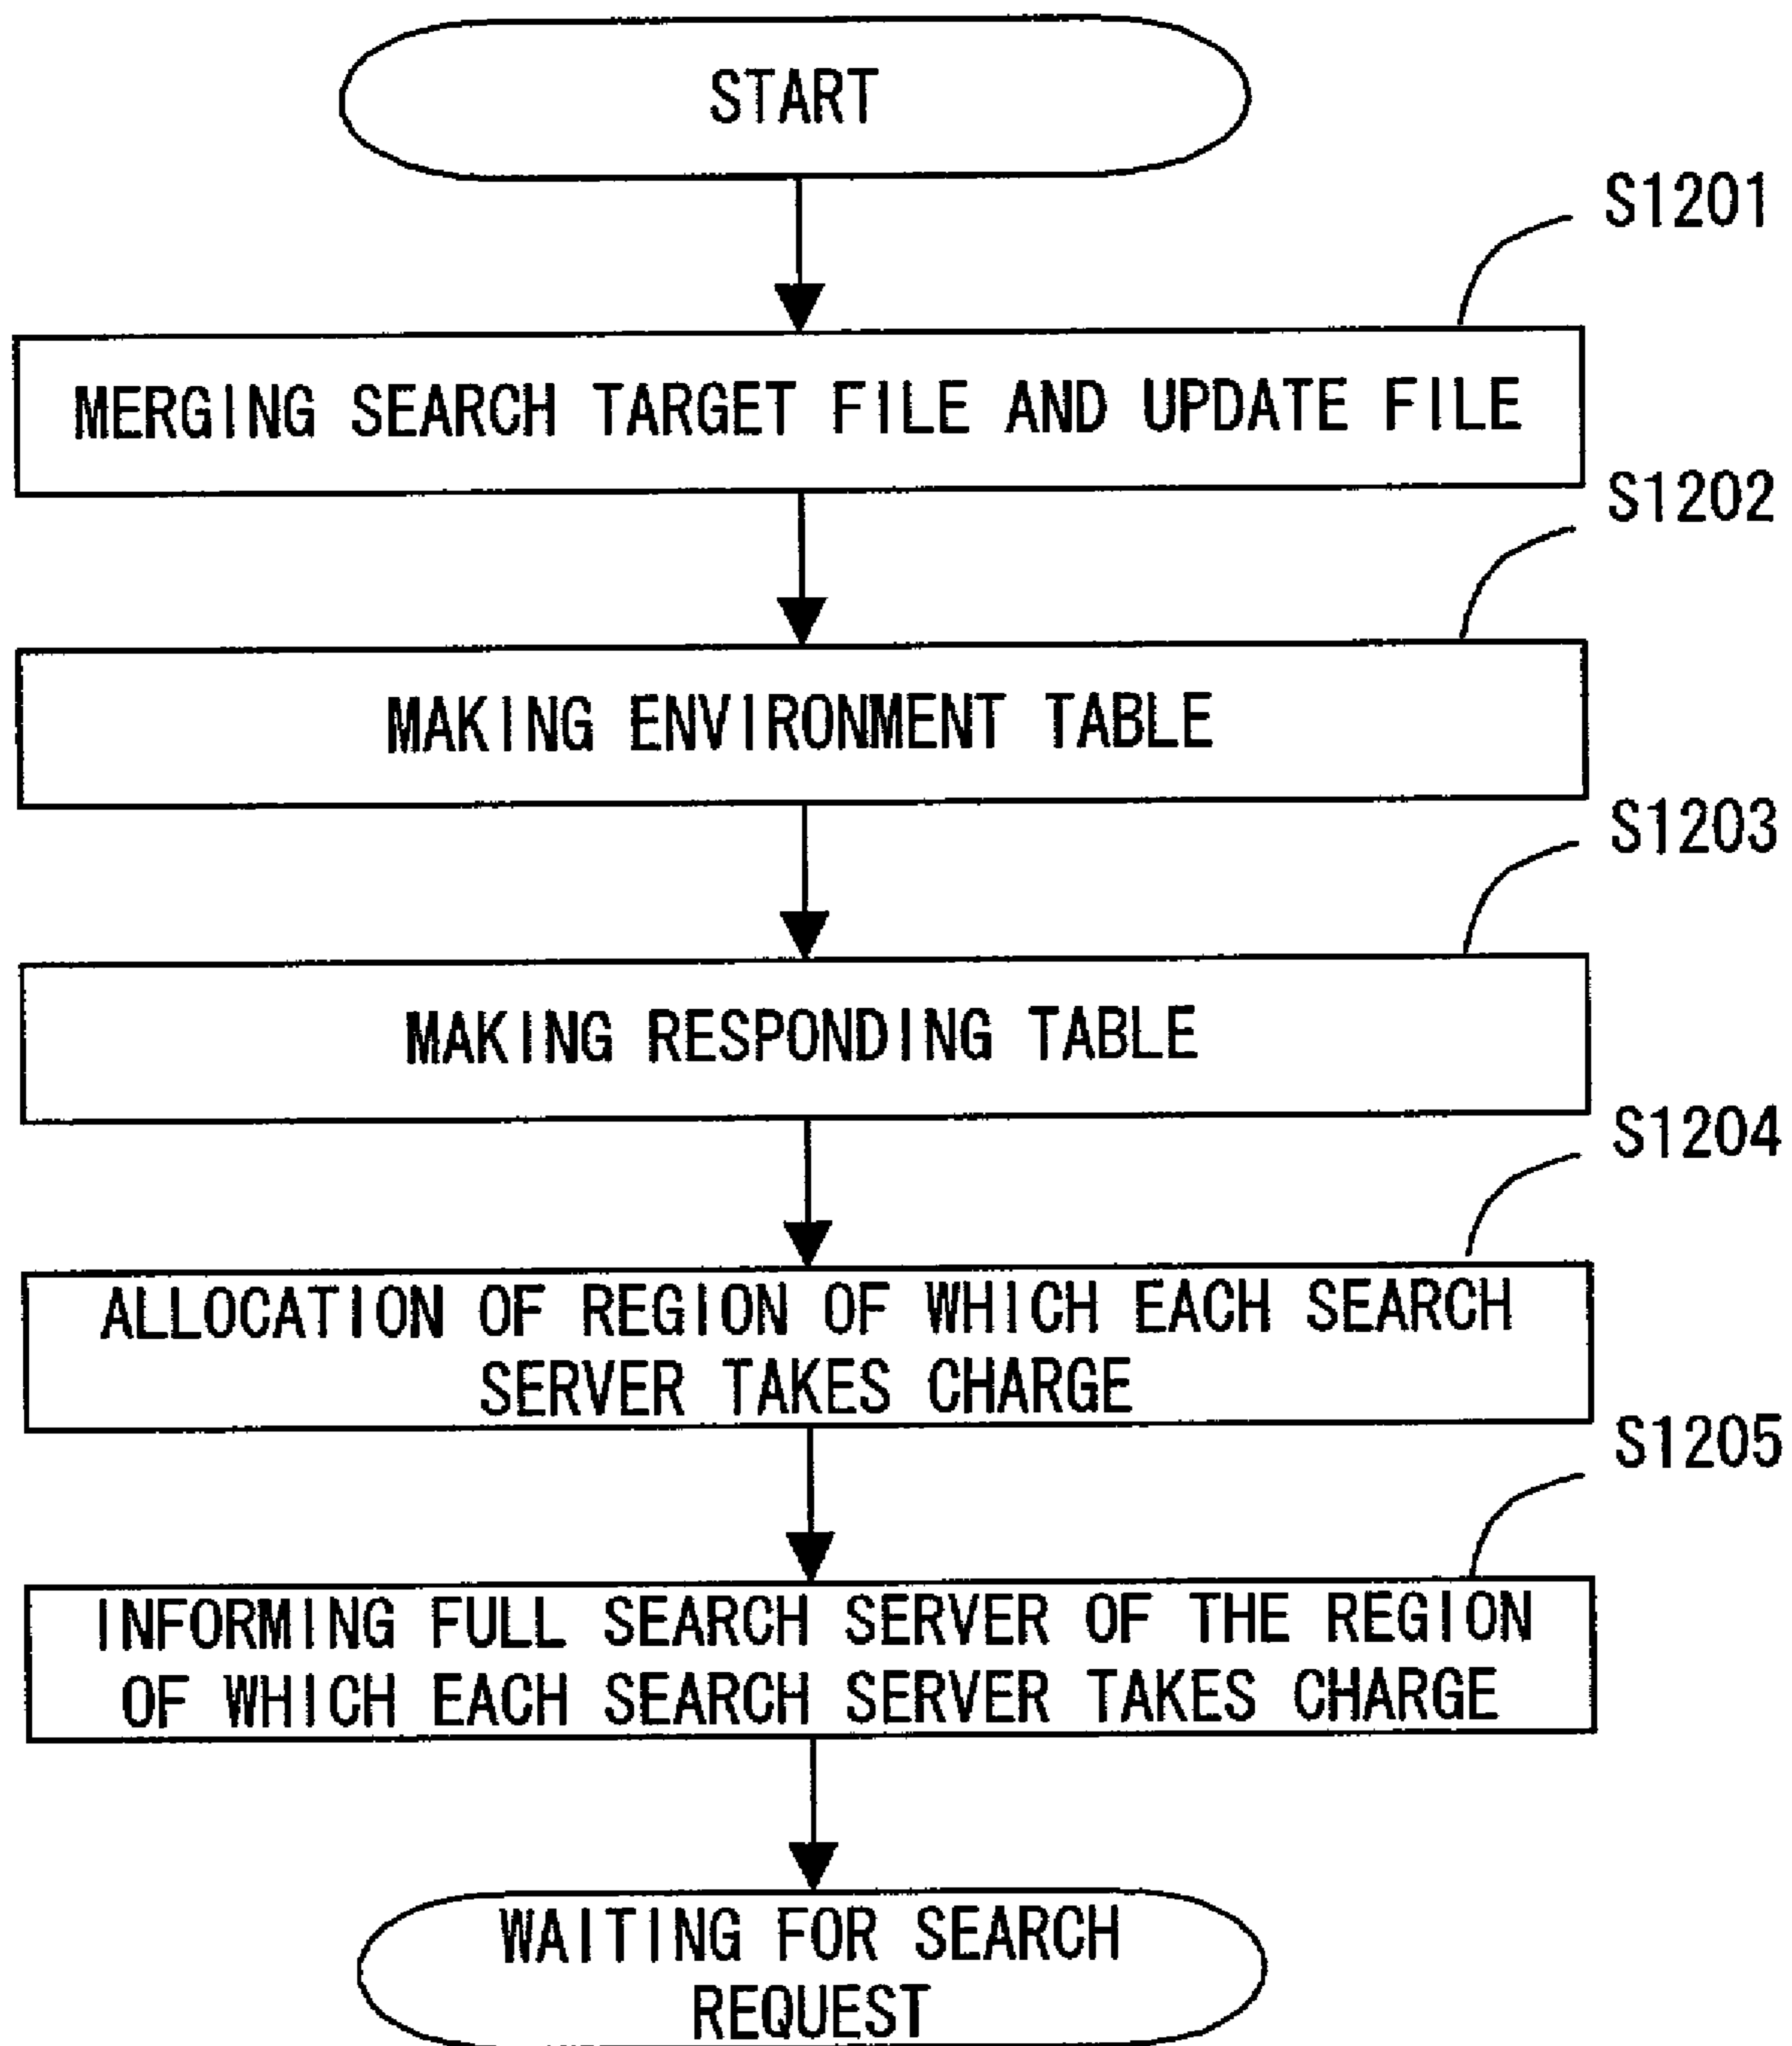 START
S1201
MERGING SEARCH TARGET FILE AND UPDATE FILE
S1202
MAKING ENVIRONMENT TABLE
S1203
MAKING RESPONDING TABLE
S1204
ALLOCATION OF REGION OF WHICH EACH SEARCH
SERVER TAKES CHARGE
S1205
INFORMING FULL SEARCH SERVER OF THE REGION
OF WHICH EACH SEARCH SERVER TAKES CHARGE
WAITING FOR SEARCH
REQUEST